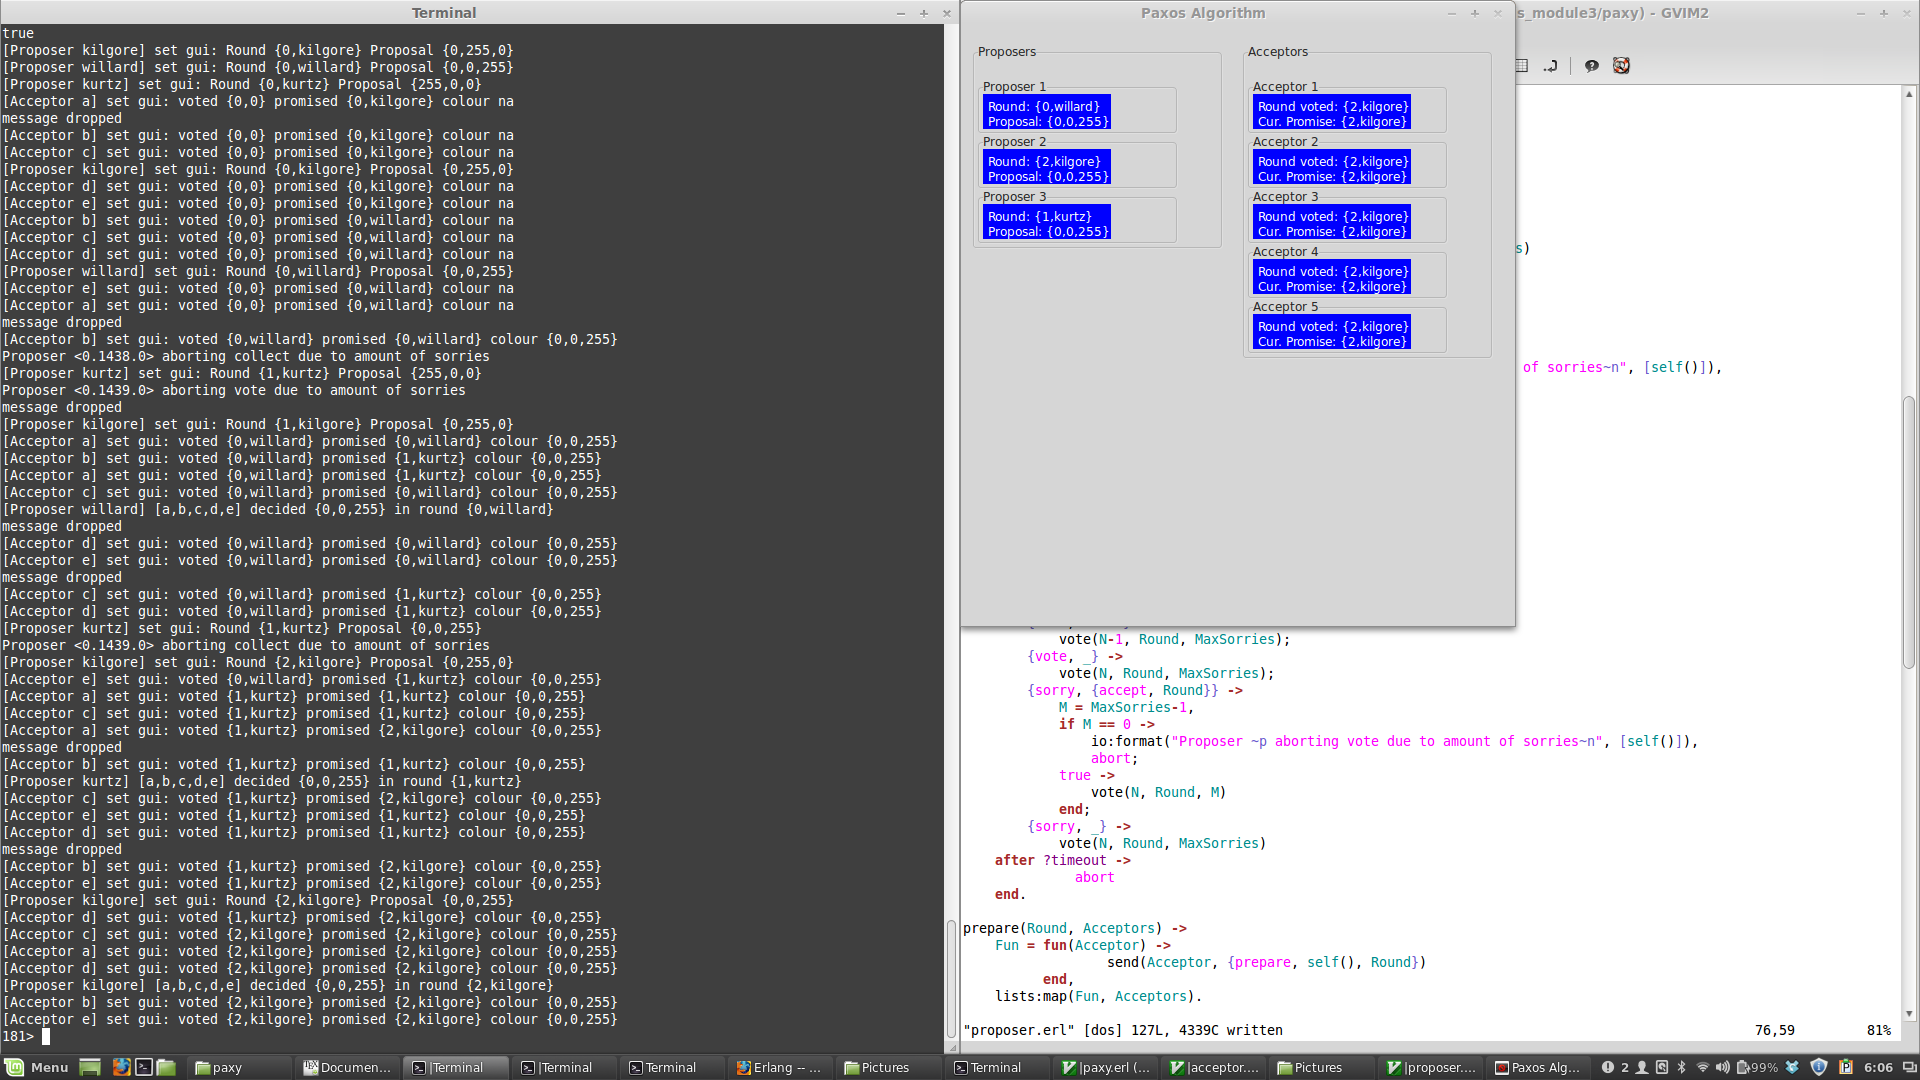 Terminal
true
[Proposer kilgore] set gui: Round {0,kilgore} Proposal {0,255,0}
[Proposer willard] set gui: Round {0,willard} Proposal {0,0,255}
[Proposer kurtz] set gui: Round {0,kurtz} Proposal {255,0,0}
[Acceptor a] set gui: voted {0,0} promised {0,kilgore} colour na
message dropped
[Acceptor b] set gui: voted {0,0} promised {0,kilgore} colour na
[Acceptor c] set gui: voted {0,0} promised {0,kilgore} colour na
[Proposer kilgore] set gui: Round {0,kilgore} Proposal {0,255,0}
[Acceptor d] set gui: voted {0,0} promised {0,kilgore} colour na
[Acceptor e] set gui: voted {0,0} promised {0,kilgore} colour na
[Acceptor b] set gui: voted {0,0} promised {0,willard} colour na
[Acceptor c] set gui: voted {0,0} promised {0,willard} colour na
[Acceptor d] set gui: voted {0,0} promised {0,willard} colour na
[Proposer willard] set gui: Round {0,willard} Proposal {0,0,255}
[Acceptor e] set gui: voted {0,0} promised {0,willard} colour na
[Acceptor a] set gui: voted {0,0} promised {0,willard} colour na
message dropped
[Acceptor b] set gui: voted {0,willard} promised {0,willard} colour {0,0,255}
Proposer <0.1438.0> aborting collect due to amount of sorries
[Proposer kurtz] set gui: Round {1,kurtz} Proposal {255,0,0}
Proposer <0.1439.0> aborting vote due to amount of sorries
message dropped
[Proposer kilgore] set gui: Round {1,kilgore} Proposal {0,255,0}
[Acceptor a] set gui: voted {0,willard} promised {0,willard} colour {0,0,255}
[Acceptor b] set gui: voted {0,willard} promised {1,kurtz} colour {0,0,255}
[Acceptor a] set gui: voted {0,willard} promised {1,kurtz} colour {0,0,255}
[Acceptor c] set gui: voted {0,willard} promised {0,willard} colour {0,0,255}
[Proposer willard] [a,b,c,d,e] decided {0,0,255} in round {0,willard}
message dropped
[Acceptor d] set gui: voted {0,willard} promised {0,willard} colour {0,0,255}
[Acceptor e] set gui: voted {0,willard} promised {0,willard} colour {0,0,255}
message dropped
[Acceptor c] set gui: voted {0,willard} promised {1,kurtz} colour {0,0,255}
[Acceptor d] set gui: voted {0,willard} promised {1,kurtz} colour {0,0,255}
[Proposer kurtz] set gui: Round {1,kurtz} Proposal {0,0,255}
Proposer <0.1439.0> aborting collect due to amount of sorries
[Proposer kilgore] set gui: Round {2,kilgore} Proposal {0,255,0}
[Acceptor e] set gui: voted {0,willard} promised {1,kurtz} colour {0,0,255}
[Acceptor a] set gui: voted {1,kurtz} promised {1,kurtz} colour {0,0,255}
[Acceptor c] set gui: voted {1,kurtz} promised {1,kurtz} colour {0,0,255}
[Acceptor a] set gui: voted {1,kurtz} promised {2,kilgore} colour {0,0,255}
message dropped
[Acceptor b] set gui: voted {1,kurtz} promised {1,kurtz} colour {0,0,255}
[Proposer kurtz] [a,b,c,d,e] decided {0,0,255} in round {1,kurtz}
[Acceptor c] set gui: voted {1,kurtz} promised {2,kilgore} colour {0,0,255}
[Acceptor e] set gui: voted {1,kurtz} promised {1,kurtz} colour {0,0,255}
[Acceptor d] set gui: voted {1,kurtz} promised {1,kurtz} colour {0,0,255}
message dropped
[Acceptor b] set gui: voted {1,kurtz} promised {2,kilgore} colour {0,0,255}
[Acceptor e] set gui: voted {1,kurtz} promised {2,kilgore} colour {0,0,255}
[Proposer kilgore] set gui: Round {2,kilgore} Proposal {0,0,255}
[Acceptor d] set gui: voted {1,kurtz} promised {2,kilgore} colour {0,0,255}
[Acceptor c] set gui: voted {2,kilgore} promised {2,kilgore} colour {0,0,255}
[Acceptor a] set gui: voted {2,kilgore} promised {2,kilgore} colour {0,0,255}
[Acceptor d] set gui: voted {2,kilgore} promised {2,kilgore} colour {0,0,255}
[Proposer kilgore] [a,b,c,d,e] decided {0,0,255} in round {2,kilgore}
[Acceptor b] set gui: voted {2,kilgore} promised {2,kilgore} colour {0,0,255}
[Acceptor e] set gui: voted {2,kilgore} promised {2,kilgore} colour {0,0,255}
181>
Paxos Algorithm
Proposers
Proposer 1
Round: {0,willard}
Proposal: {0,0,255}
Proposer 2
Round: {2,kilgore}
Proposal: {0,0,255}
Proposer 3
Round: {1,kurtz}
Proposal: {0,0,255}
Acceptors
Acceptor 1
Round voted: {2,kilgore}
Cur. Promise: {2,kilgore}
Acceptor 2
Round voted: {2,kilgore}
Cur. Promise: {2,kilgore}
Acceptor 3
Round voted: {2,kilgore}
Cur. Promise: {2,kilgore}
Acceptor 4
Round voted: {2,kilgore}
Cur. Promise: {2,kilgore}
Acceptor 5
Round voted: {2,kilgore}
Cur. Promise: {2,kilgore}
s_module3/paxy) - GVIM2
s)
of sorries~n", [self()]),
vote(N-1, Round, MaxSorries);
{vote, _} ->
vote(N, Round, MaxSorries);
{sorry, {accept, Round}} ->
M = MaxSorries-1,
if M == 0 ->
io:format("Proposer ~p aborting vote due to amount of sorries~n", [self()]),
abort;
true ->
vote(N, Round, M)
end;
{sorry, _} ->
vote(N, Round, MaxSorries)
after ?timeout ->
abort
end.
prepare(Round, Acceptors) ->
Fun = fun(Acceptor) ->
send(Acceptor, {prepare, self(), Round})
end,
lists:map(Fun, Acceptors).
"proposer.erl" [dos] 127L, 4339C written 76,59 81%
Menu paxy Documen... |Terminal |Terminal Terminal Erlang -- ... Pictures Terminal |paxy.erl (... |acceptor.... Pictures |proposer.... Paxos Alg... 2 99% 6:06